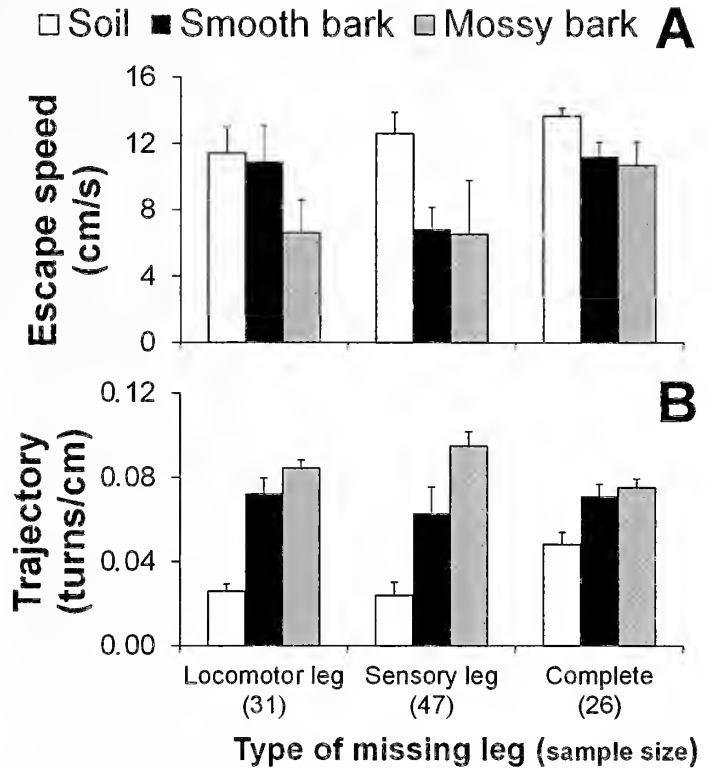 Soil Smooth bark Mossy bark A
Escape speed
(cm/s)
16
12
8
4
0
B
Trajectory
(turns/cm)
0.12
0.08
0.04
0.00
Locomotor leg Sensory leg Complete
(31) (47) (26)
Type of missing leg (sample size)